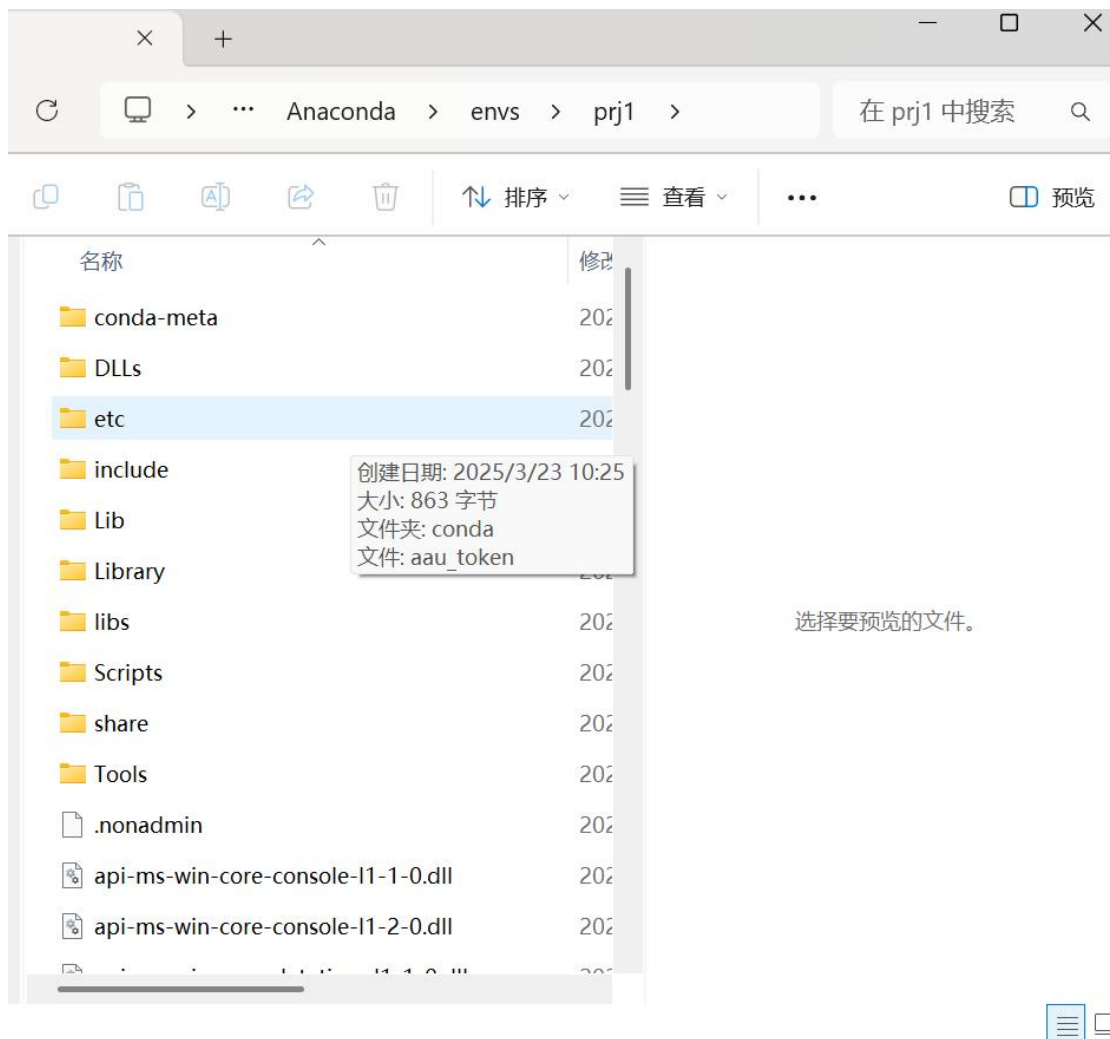 Anaconda > envs > prj1 >
在 prj1 中搜索
排序
查看
预览
名称
修改
conda-meta
202
DLLs
202
etc
202
include
创建日期: 2025/3/23 10:25
大小: 863 字节
文件夹: conda
文件: aau_token
Lib
Library
libs
202
选择要预览的文件。
Scripts
202
share
202
Tools
202
.nonadmin
202
api-ms-win-core-console-l1-1-0.dll
202
api-ms-win-core-console-l1-2-0.dll
202